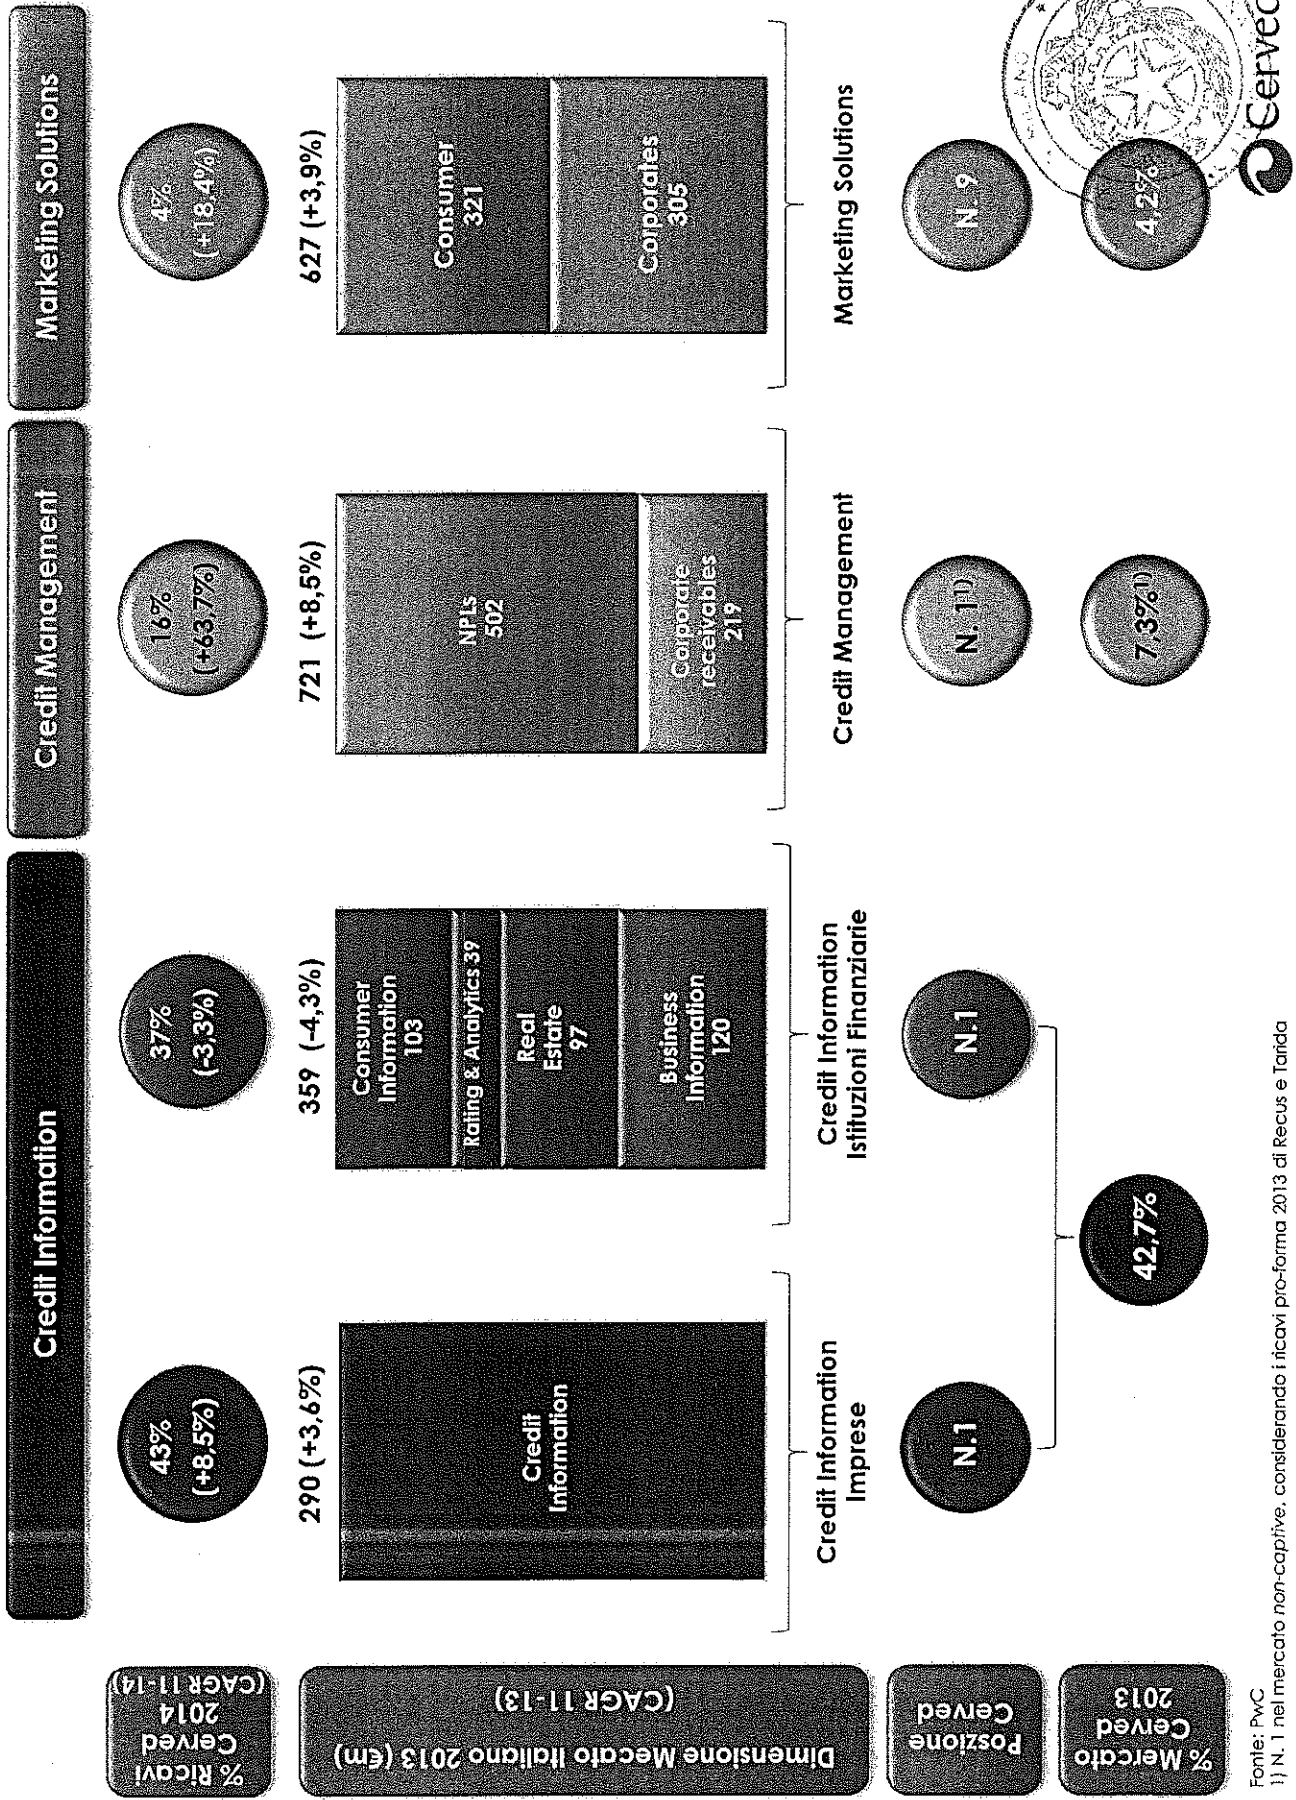 Credit Information
Credit Management
Marketing Solutions
% Ricavi
Cerved
2014
(CAGR 11-14)
43%
(+8,5%)
37%
(-3,3%)
16%
(+63,7%)
4%
(+18,4%)
Dimensione Mecato Italiano 2013 (€m)
(CAGR 11-13)
290 (+3,6%)
Credit
Information
Credit Information
Imprese
359 (-4,3%)
Consumer
Information
103
Rating & Analytics 39
Real
Estate
97
Business
Information
120
Credit Information
Istituzioni Finanziarie
721 (+8,5%)
NPLs
502
Corporate
receivables
219
Credit Management
627 (+3,9%)
Consumer
321
Corporates
305
Marketing Solutions
Poszione
Cerved
N.1
N.1
N. 1¹⁾
N. 9
% Mercato
Cerved
2013
42,7%
7,3%¹⁾
4,2%
Fonte: PwC
1) N. 1 nel mercato non-captive, considerando i ricavi pro-forma 2013 di Recus e Tarida
MILANO